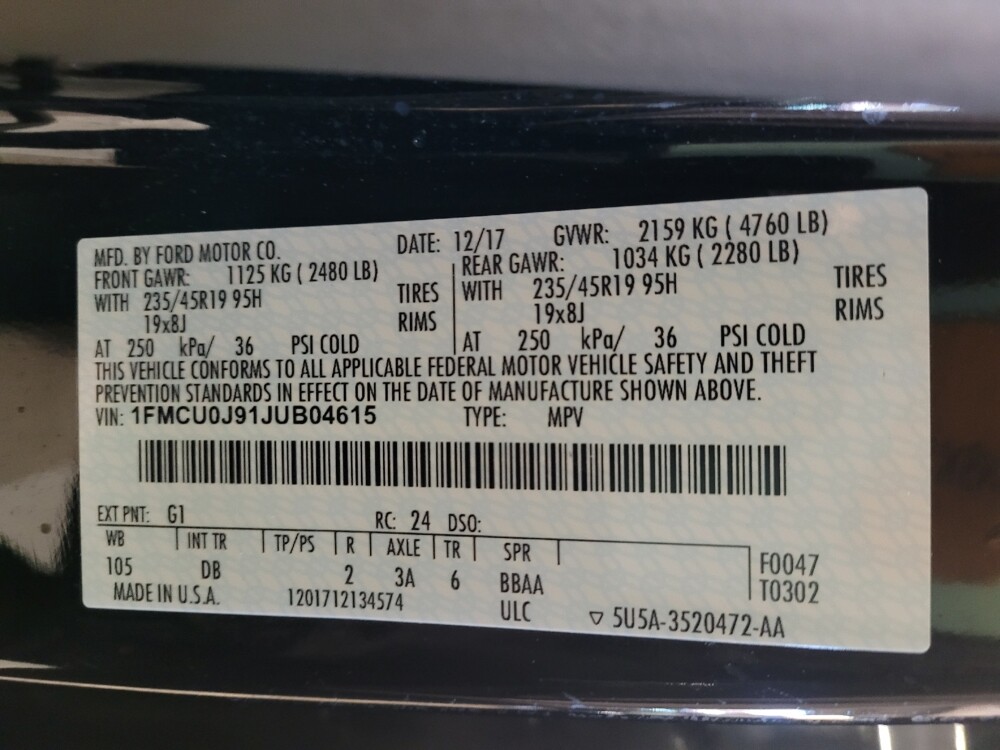 MFD. BY FORD MOTOR CO. DATE: 12/17 GVWR: 2159 KG ( 4760 LB)
FRONT GAWR: 1125 KG ( 2480 LB) REAR GAWR: 1034 KG ( 2280 LB)
WITH 235/45R19 95H TIRES WITH 235/45R19 95H TIRES
19x8J RIMS 19x8J RIMS
AT 250 kPa/ 36 PSI COLD AT 250 kPa/ 36 PSI COLD
THIS VEHICLE CONFORMS TO ALL APPLICABLE FEDERAL MOTOR VEHICLE SAFETY AND THEFT
PREVENTION STANDARDS IN EFFECT ON THE DATE OF MANUFACTURE SHOWN ABOVE.
VIN: 1FMCU0J91JUB04615 TYPE: MPV
EXT PNT: G1 RC: 24 DSO:
WB INT TR TP/PS R AXLE TR SPR F0047
105 DB 2 3A 6 BBAA T0302
MADE IN U.S.A. 1201712134574 ULC ▽ 5U5A-3520472-AA